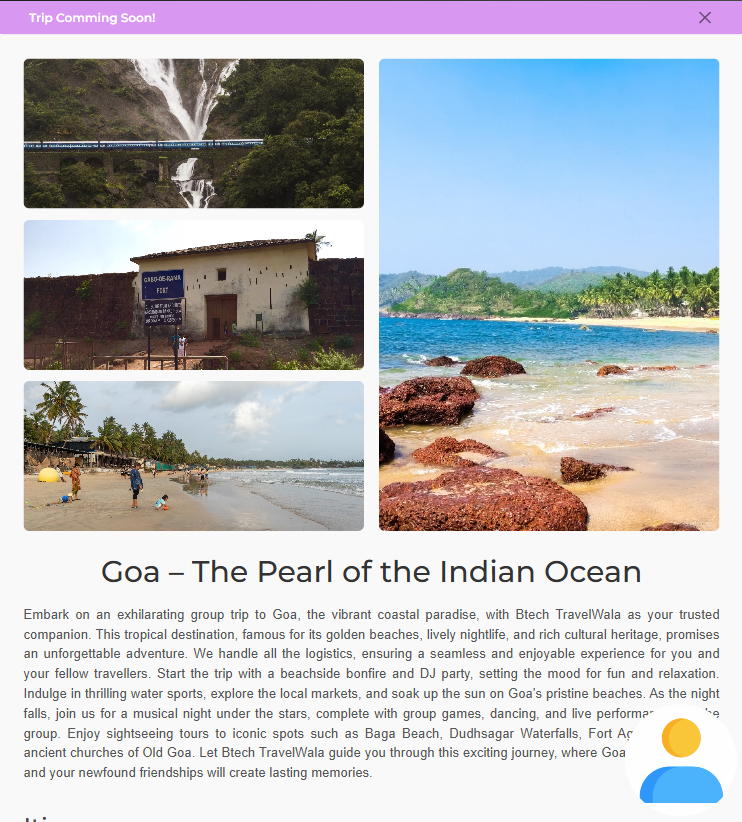 Trip Comming Soon!
CABO-DE-RAMA
FORT
Goa – The Pearl of the Indian Ocean
Embark on an exhilarating group trip to Goa, the vibrant coastal paradise, with Btech TravelWala as your trusted
companion. This tropical destination, famous for its golden beaches, lively nightlife, and rich cultural heritage, promises
an unforgettable adventure. We handle all the logistics, ensuring a seamless and enjoyable experience for you and
your fellow travellers. Start the trip with a beachside bonfire and DJ party, setting the mood for fun and relaxation.
Indulge in thrilling water sports, explore the local markets, and soak up the sun on Goa’s pristine beaches. As the night
falls, join us for a musical night under the stars, complete with group games, dancing, and live
group. Enjoy sightseeing tours to iconic spots such as Baga Beach, Dudhsagar Waterfalls, Fort
ancient churches of Old Goa. Let Btech TravelWala guide you through this exciting journey, where Goa
and your newfound friendships will create lasting memories.